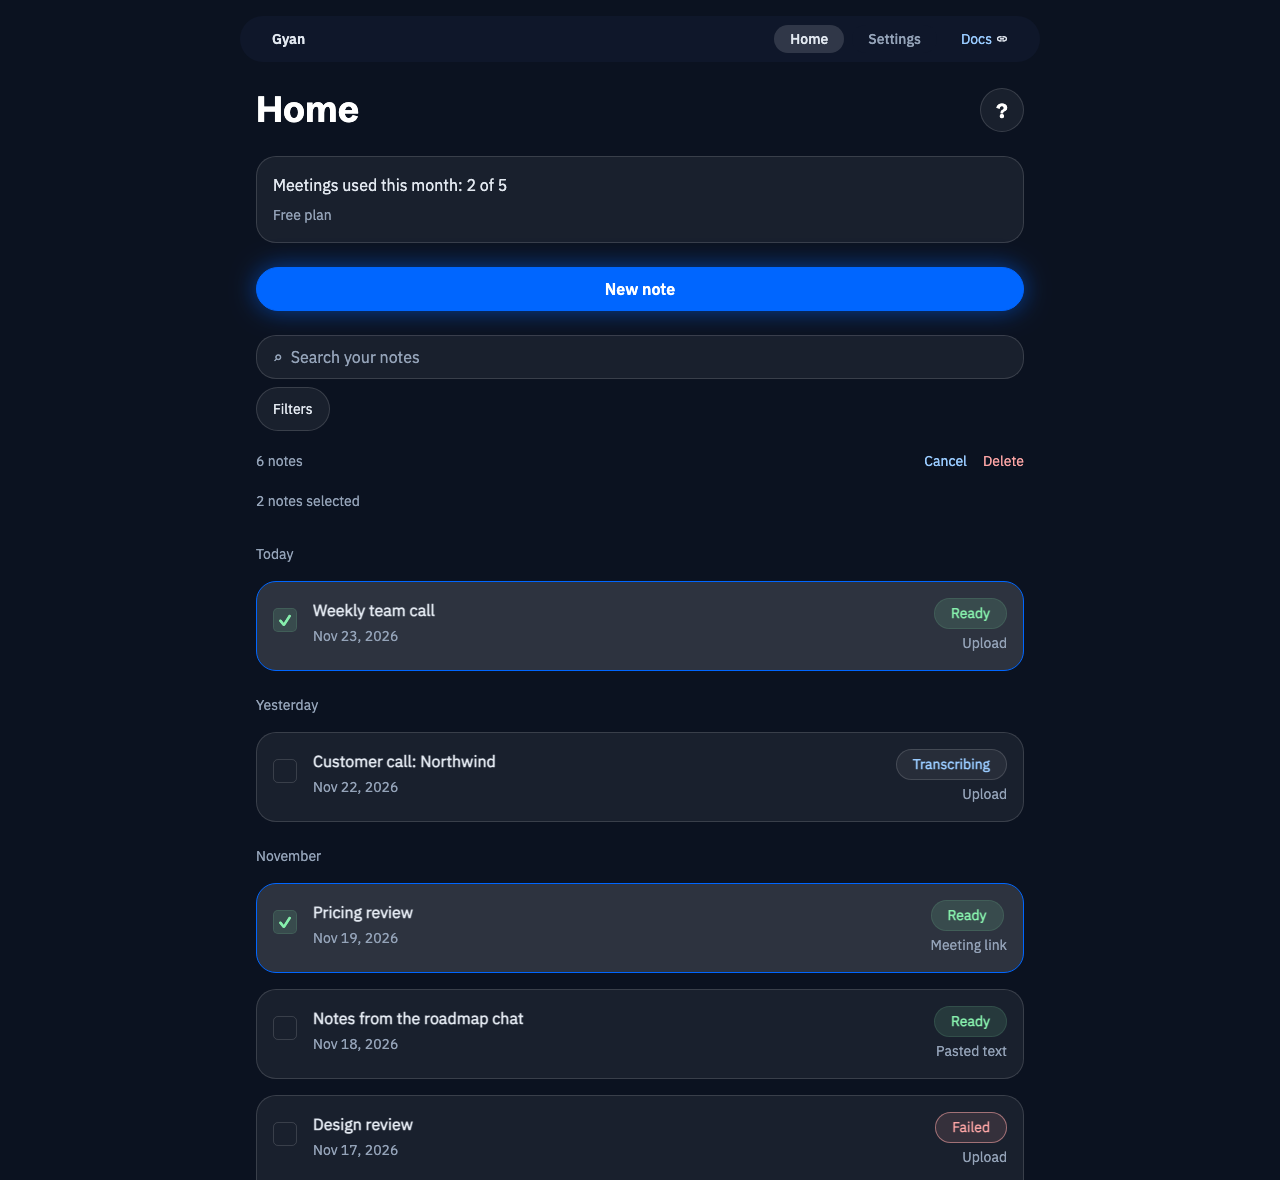 Gyan
Home
Settings
Docs
Home
?
Meetings used this month: 2 of 5
Free plan
New note
Search your notes
Filters
6 notes
Cancel
Delete
2 notes selected
Today
Weekly team call
Ready
Nov 23, 2026
Upload
Yesterday
Customer call: Northwind
Transcribing
Nov 22, 2026
Upload
November
Pricing review
Ready
Nov 19, 2026
Meeting link
Notes from the roadmap chat
Ready
Nov 18, 2026
Pasted text
Design review
Failed
Nov 17, 2026
Upload